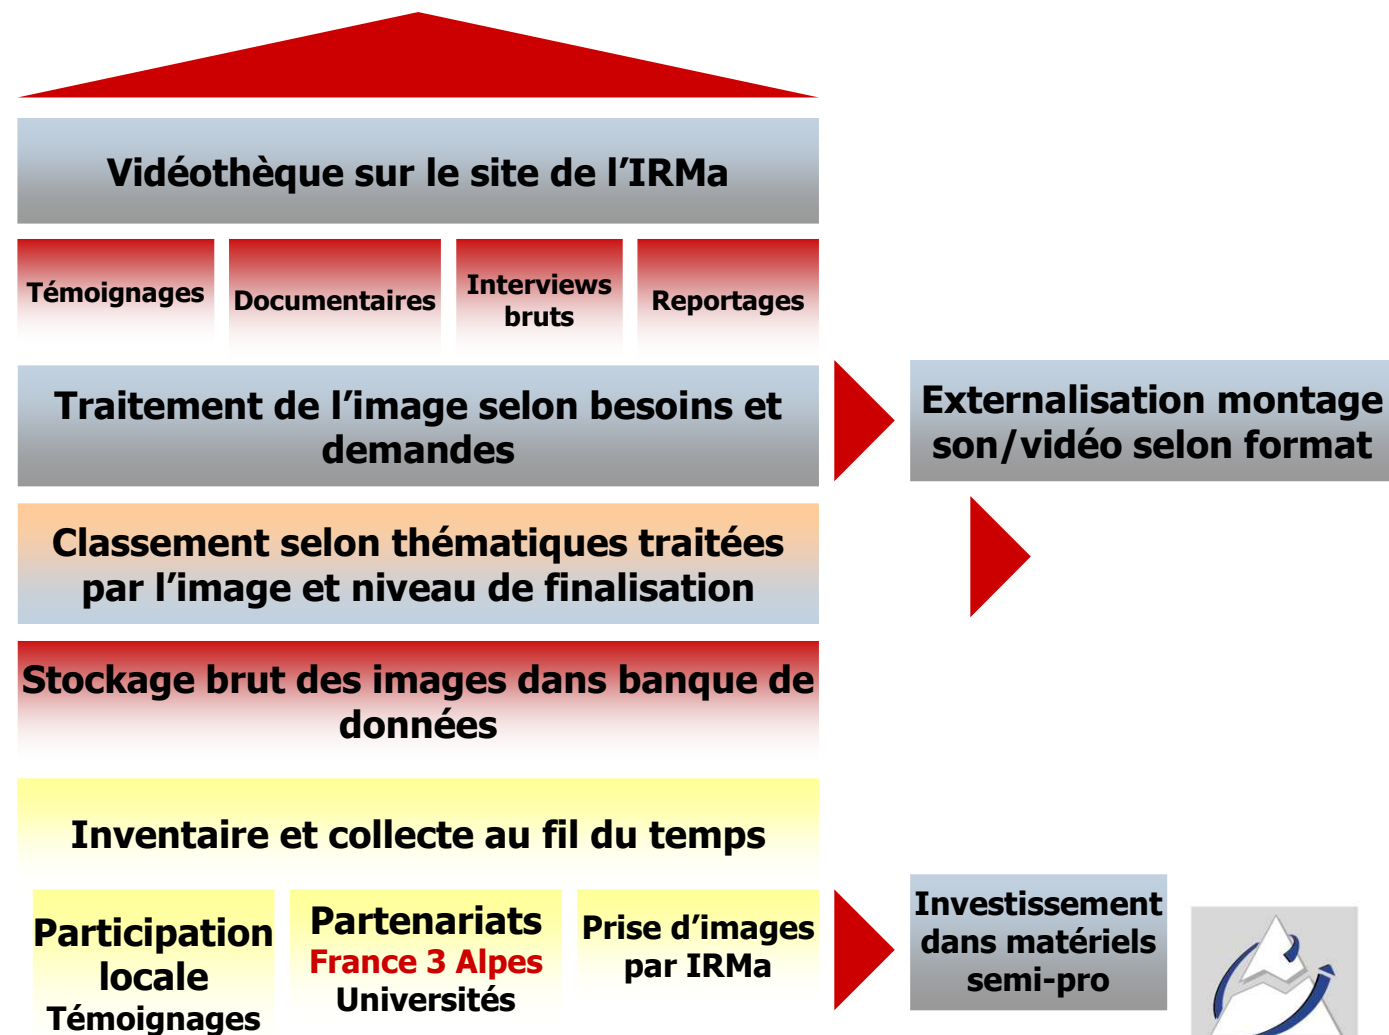 Vidéothèque sur le site de l’IRMa
Témoignages
Documentaires
Interviews
bruts
Reportages
Traitement de l’image selon besoins et
demandes
Externalisation montage
son/vidéo selon format
Classement selon thématiques traitées
par l’image et niveau de finalisation
Stockage brut des images dans banque de
données
Inventaire et collecte au fil du temps
Participation
locale
Témoignages
Partenariats
France 3 Alpes
Universités
Prise d’images
par IRMa
Investissement
dans matériels
semi-pro